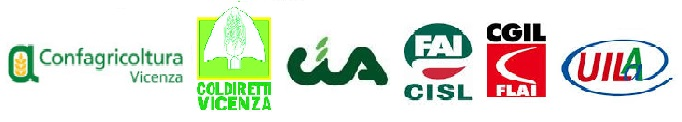 Confagricoltura
Vicenza
COLDIRETTI
VICENZA
CIA
FAI
CISL
CGIL
FLAI
UILA